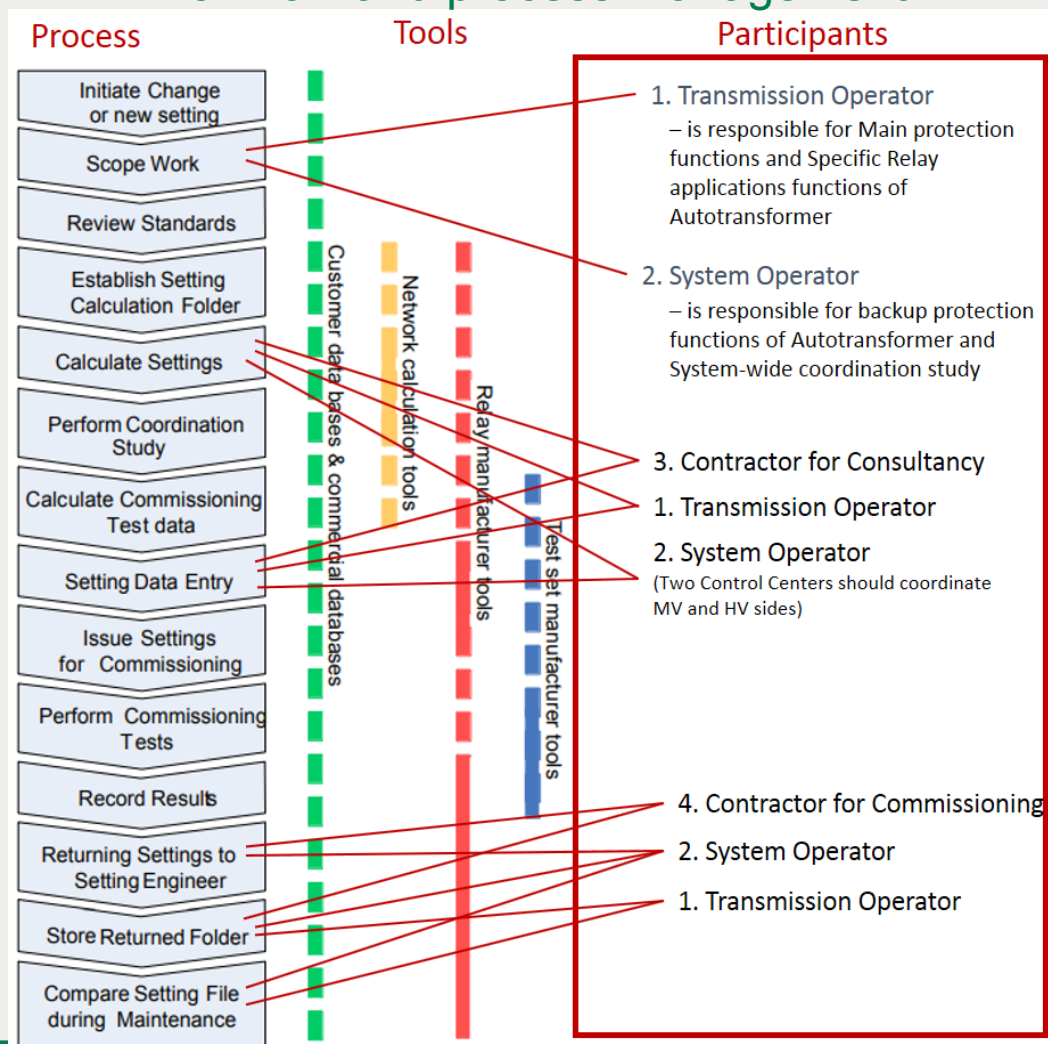 Process
Tools
Participants
Initiate Change
or new setting
Scope Work
Review Standards
Establish Setting
Calculation Folder
Calculate Settings
Perform Coordination
Study
Calculate Commissioning
Test data
Setting Data Entry
Issue Settings
for Commissioning
Perform Commissioning
Tests
Record Results
Returning Settings to
Setting Engineer
Store Returned Folder
Compare Setting File
during Maintenance
Customer data bases & commercial databases
Network calculation tools
Relay manufacturer tools
Test set manufacturer tools
1. Transmission Operator
– is responsible for Main protection
functions and Specific Relay
applications functions of
Autotransformer
2. System Operator
– is responsible for backup protection
functions of Autotransformer and
System-wide coordination study
3. Contractor for Consultancy
1. Transmission Operator
2. System Operator
(Two Control Centers should coordinate
MV and HV sides)
4. Contractor for Commissioning
2. System Operator
1. Transmission Operator